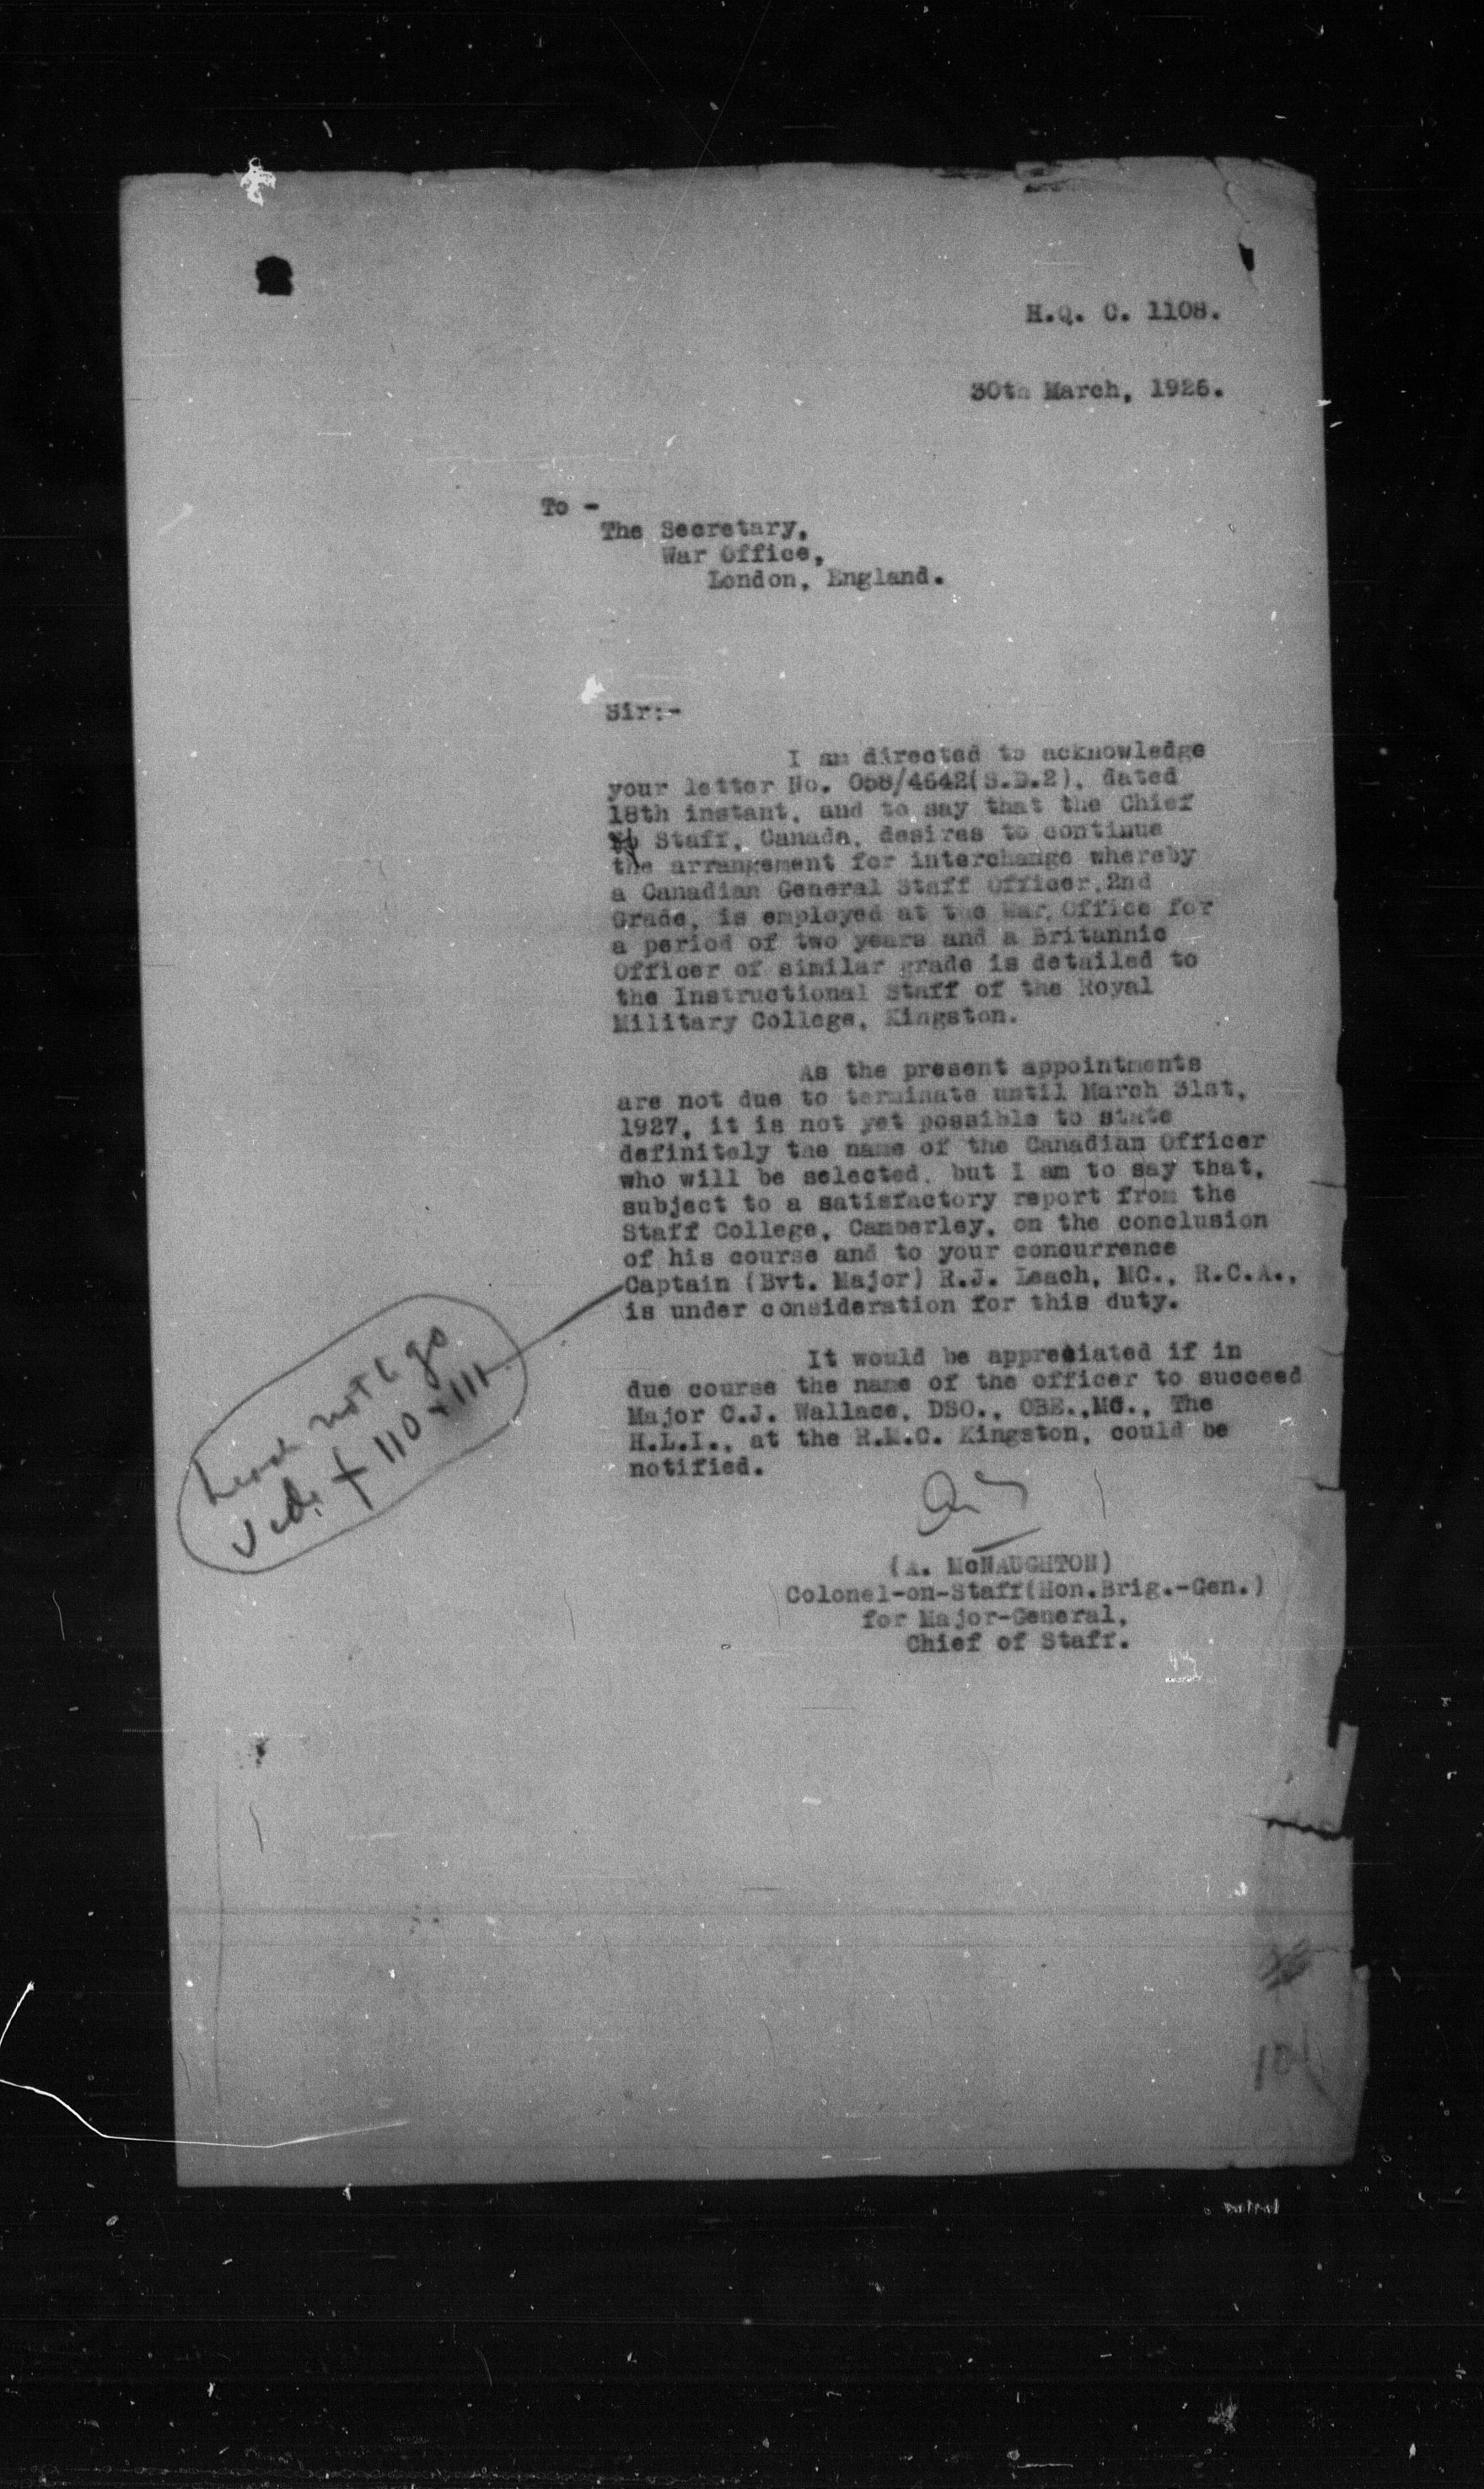 H.Q. C. 1108.
30th March, 1926.
To -
The Secretary,
War Office,
London, England.
Sir:-
I am directed to acknowledge
your letter No. 058/4642(S.D.2), dated
18th instant, and to say that the Chief
of Staff, Canada, desires to continue
the arrangement for interchange whereby
a Canadian General Staff Officer,2nd
Grade, is employed at the War Office for
a period of two years and a Britannic
Officer of similar grade is detailed to
the Instructional Staff of the Royal
Military College, Kingston.
As the present appointments
are not due to terminate until March 31st,
1927, it is not yet possible to state
definitely the name of the Canadian Officer
who will be selected, but I am to say that,
subject to a satisfactory report from the
Staff College, Camberley, on the conclusion
of his course and to your concurrence
Captain (Bvt. Major) R.J. Leach, MC., R.C.A.,
is under consideration for this duty.
Leach not to go
110 + 111
It would be appreciated if in
due course the name of the officer to succeed
Major C.J. Wallace, DSO., OBE.,MC., The
H.L.I., at the R.M.C. Kingston, could be
notified.
(A. McNAUGHTON)
Colonel-on-Staff(Hon.Brig.-Gen.)
for Major-General,
Chief of Staff.